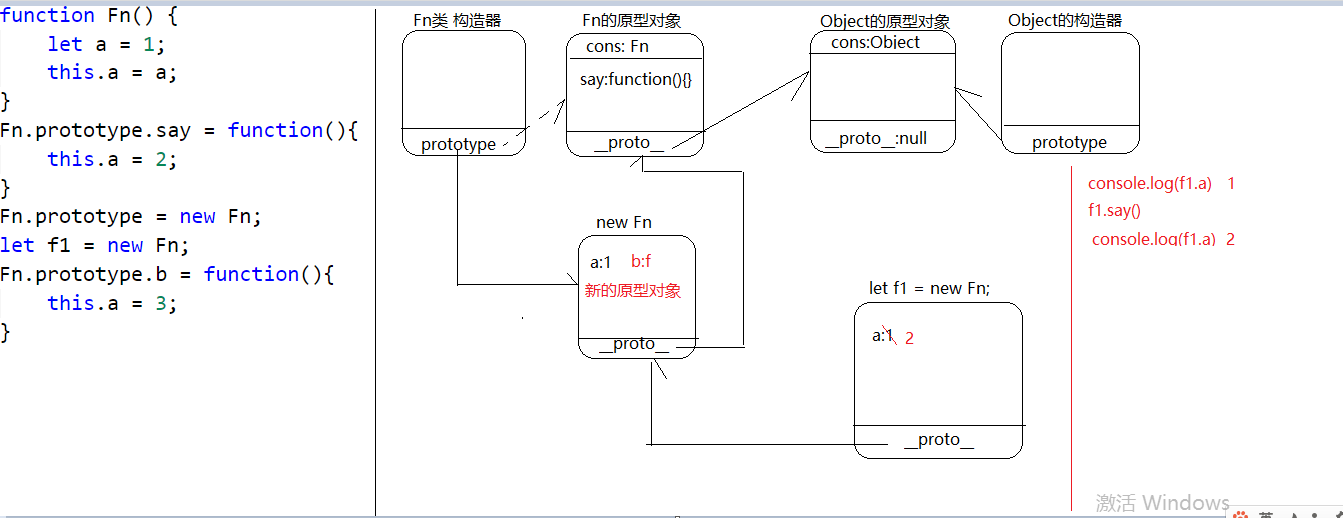 function Fn() {
let a = 1;
this.a = a;
}
Fn.prototype.say = function(){
this.a = 2;
}
Fn.prototype = new Fn;
let f1 = new Fn;
Fn.prototype.b = function(){
this.a = 3;
}
Fn类 构造器
prototype
Fn的原型对象
cons: Fn
say:function(){}
__proto__
Object的原型对象
cons:Object
__proto__:null
Object的构造器
prototype
new Fn
a:1 b:f
新的原型对象
__proto__
let f1 = new Fn;
a:1 2
__proto__
console.log(f1.a) 1
f1.say()
console.log(f1.a) 2
激活 Windows
英